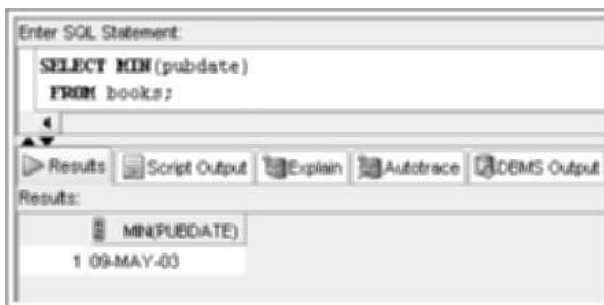 Enter SQL Statement:
SELECT MIN(pubdate)
FROM books;
Results Script Output Explain Autotrace DBMS Output
Results:
MIN(PUBDATE)
1 09-MAY-03